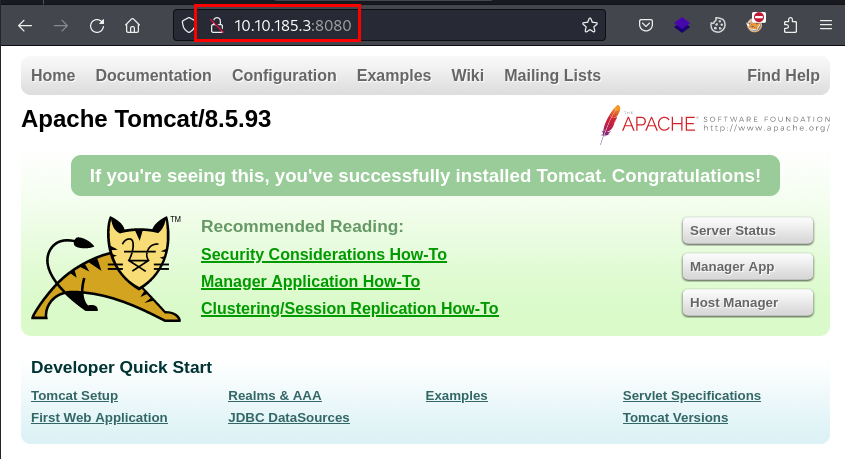 10.10.185.3:8080
Home Documentation Configuration Examples Wiki Mailing Lists Find Help
Apache Tomcat/8.5.93
THE
APACHE® SOFTWARE FOUNDATION
http://www.apache.org/
If you're seeing this, you've successfully installed Tomcat. Congratulations!
TM
Recommended Reading:
Security Considerations How-To
Manager Application How-To
Clustering/Session Replication How-To
Server Status
Manager App
Host Manager
Developer Quick Start
Tomcat Setup
First Web Application
Realms & AAA
JDBC DataSources
Examples
Servlet Specifications
Tomcat Versions